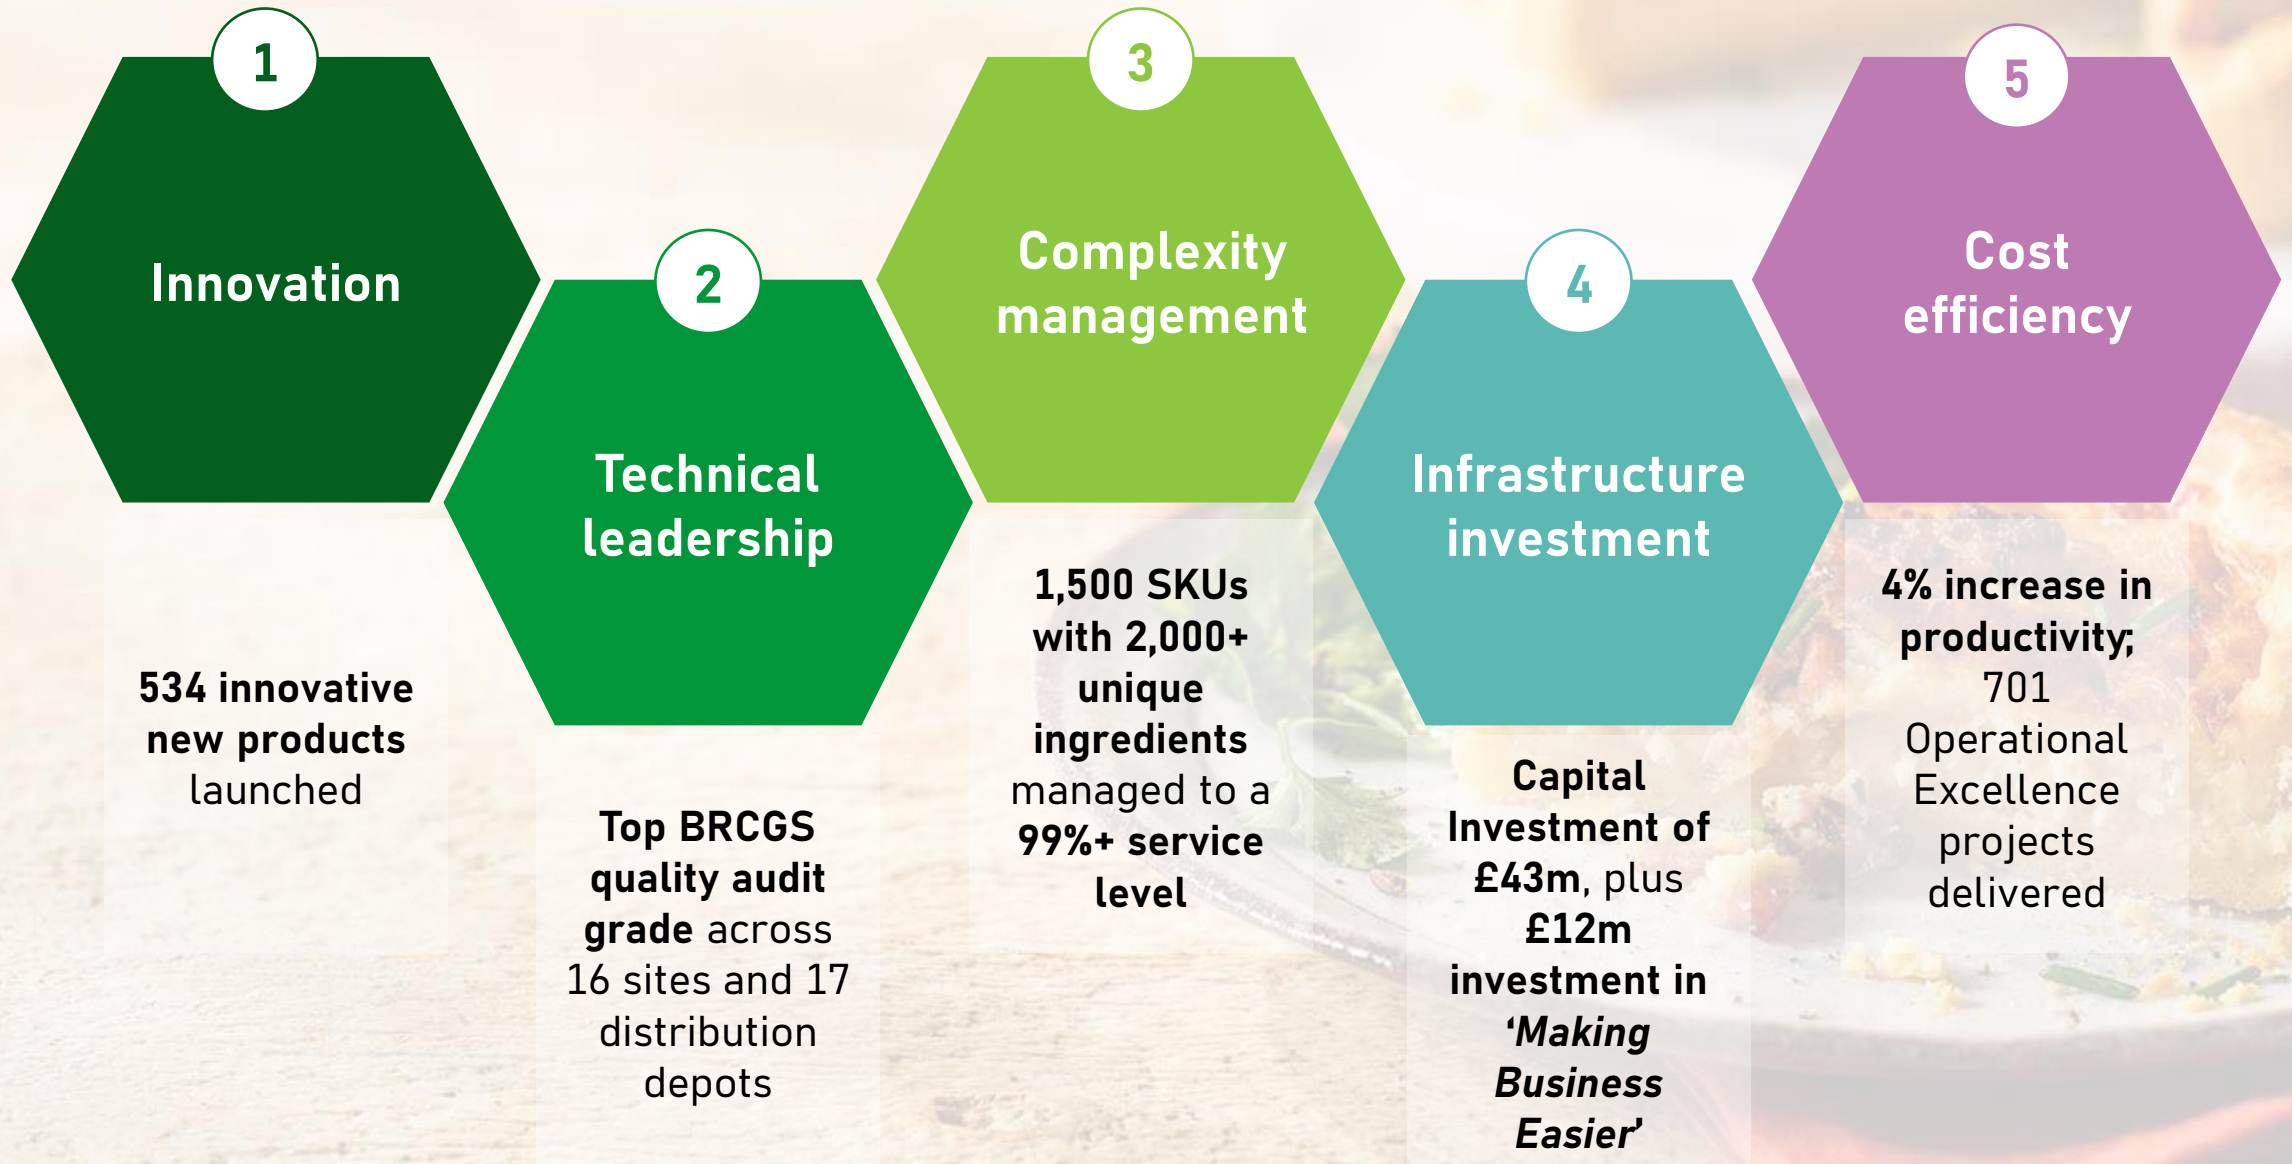 1
Innovation
534 innovative
new products
launched
2
Technical
leadership
Top BRCGS
quality audit
grade across
16 sites and 17
distribution
depots
3
Complexity
management
1,500 SKUs
with 2,000+
unique
ingredients
managed to a
99%+ service
level
4
Infrastructure
investment
Capital
Investment of
£43m, plus
£12m
investment in
‘Making
Business
Easier’
5
Cost
efficiency
4% increase in
productivity;
701
Operational
Excellence
projects
delivered